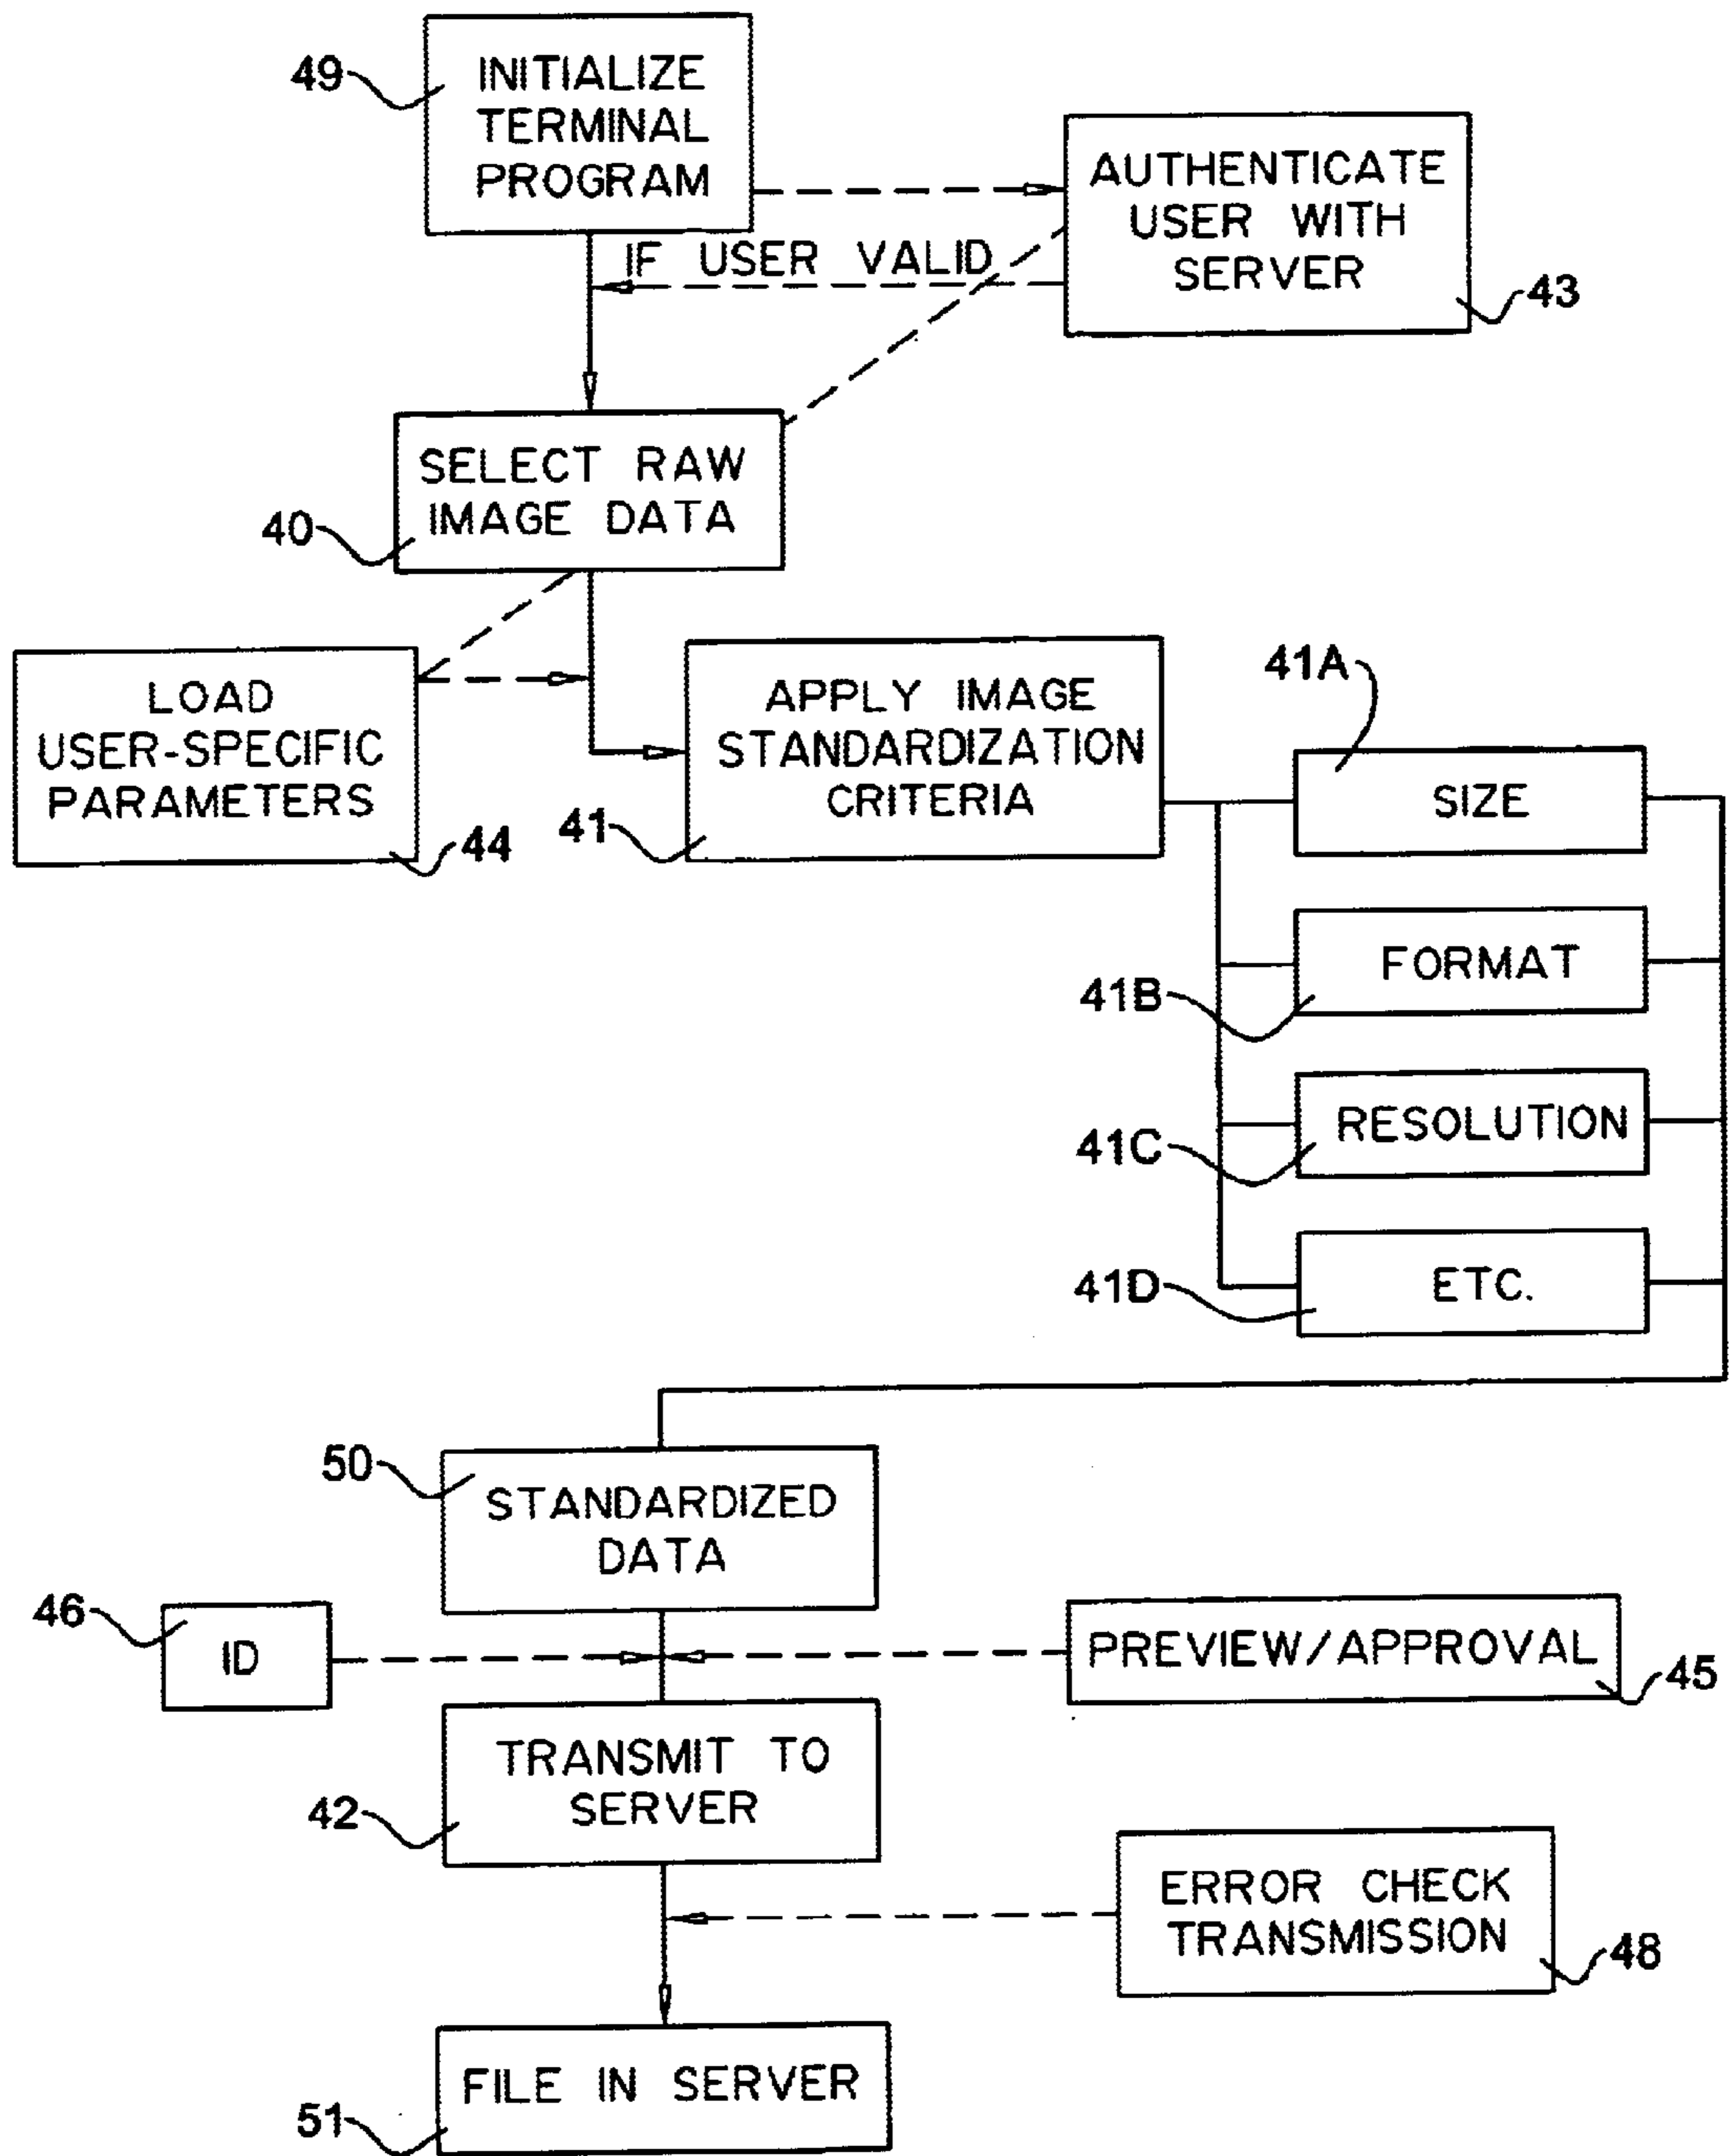 49
INITIALIZE
TERMINAL
PROGRAM
AUTHENTICATE
USER WITH
SERVER
43
IF USER VALID
SELECT RAW
IMAGE DATA
40
LOAD
USER-SPECIFIC
PARAMETERS
44
APPLY IMAGE
STANDARDIZATION
CRITERIA
41
41A
SIZE
FORMAT
41B
RESOLUTION
41C
ETC.
41D
50
STANDARDIZED
DATA
46
ID
PREVIEW/APPROVAL
45
TRANSMIT TO
SERVER
42
ERROR CHECK
TRANSMISSION
48
FILE IN SERVER
51